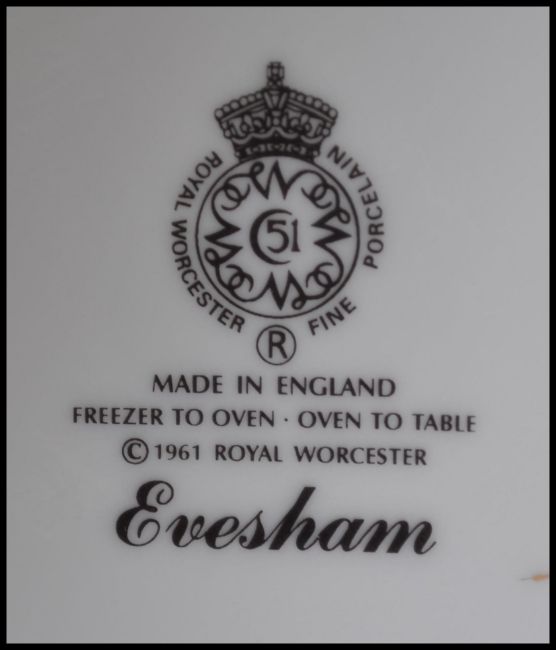 ROYAL WORCESTER FINE PORCELAIN
51
®
MADE IN ENGLAND
FREEZER TO OVEN · OVEN TO TABLE
© 1961 ROYAL WORCESTER
Evesham